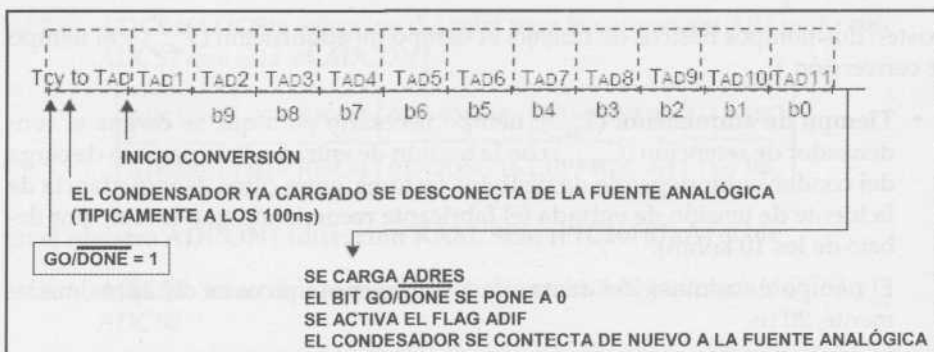 Tcy to TAD TAD1 TAD2 TAD3 TAD4 TAD5 TAD6 TAD7 TAD8 TAD9 TAD10 TAD11
b9 b8 b7 b6 b5 b4 b3 b2 b1 b0
INICIO CONVERSIÓN
EL CONDENSADOR YA CARGADO SE DESCONECTA DE LA FUENTE ANALÓGICA
(TIPICAMENTE A LOS 100ns)
GO/DONE = 1
SE CARGA ADRES
EL BIT GO/DONE SE PONE A 0
SE ACTIVA EL FLAG ADIF
EL CONDESADOR SE CONTECTA DE NUEVO A LA FUENTE ANALÓGICA